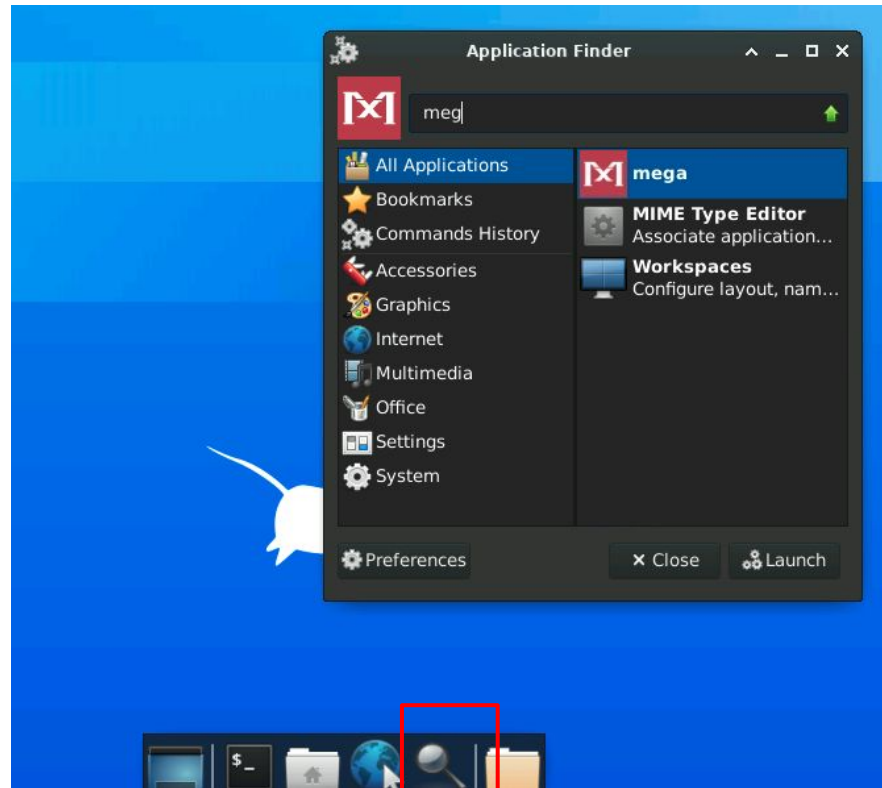 Application Finder
meg
All Applications
Bookmarks
Commands History
Accessories
Graphics
Internet
Multimedia
Office
Settings
System
mega
MIME Type Editor
Associate application...
Workspaces
Configure layout, nam...
Preferences
Close
Launch
$_